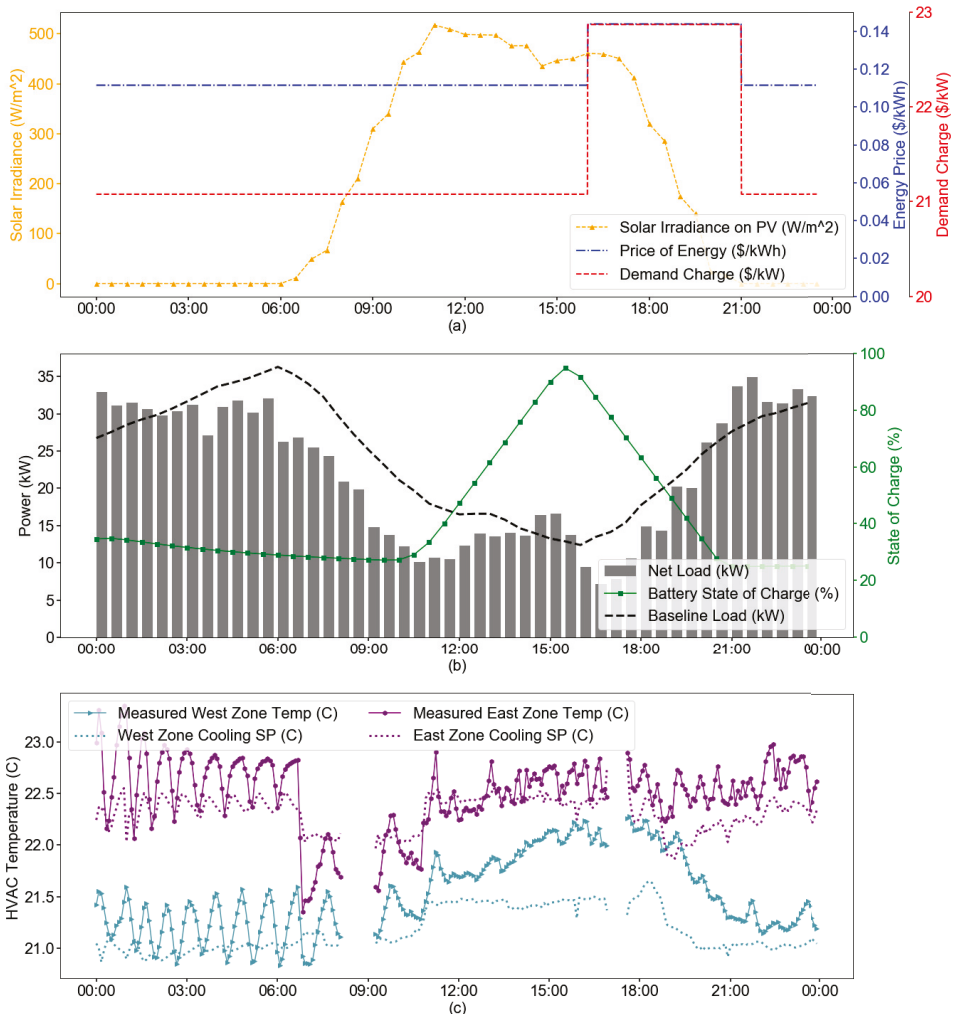 500
400
300
200
100
0
Solar Irradiance (W/m^2)
0.14
0.12
0.10
0.08
0.06
0.04
0.02
0.00
Energy Price ($/kWh)
23
22
21
20
Demand Charge ($/kW)
Solar Irradiance on PV (W/m^2)
Price of Energy ($/kWh)
Demand Charge ($/kW)
00:00 03:00 06:00 09:00 12:00 15:00 18:00 21:00 00:00
(a)
35
30
25
20
15
10
5
0
Power (kW)
100
80
60
40
20
0
State of Charge (%)
Net Load (kW)
Battery State of Charge (%)
Baseline Load (kW)
00:00 03:00 06:00 09:00 12:00 15:00 18:00 21:00 00:00
(b)
Measured West Zone Temp (C) Measured East Zone Temp (C)
West Zone Cooling SP (C) East Zone Cooling SP (C)
23.0
22.5
22.0
21.5
21.0
HVAC Temperature (C)
00:00 03:00 06:00 09:00 12:00 15:00 18:00 21:00 00:00
(c)